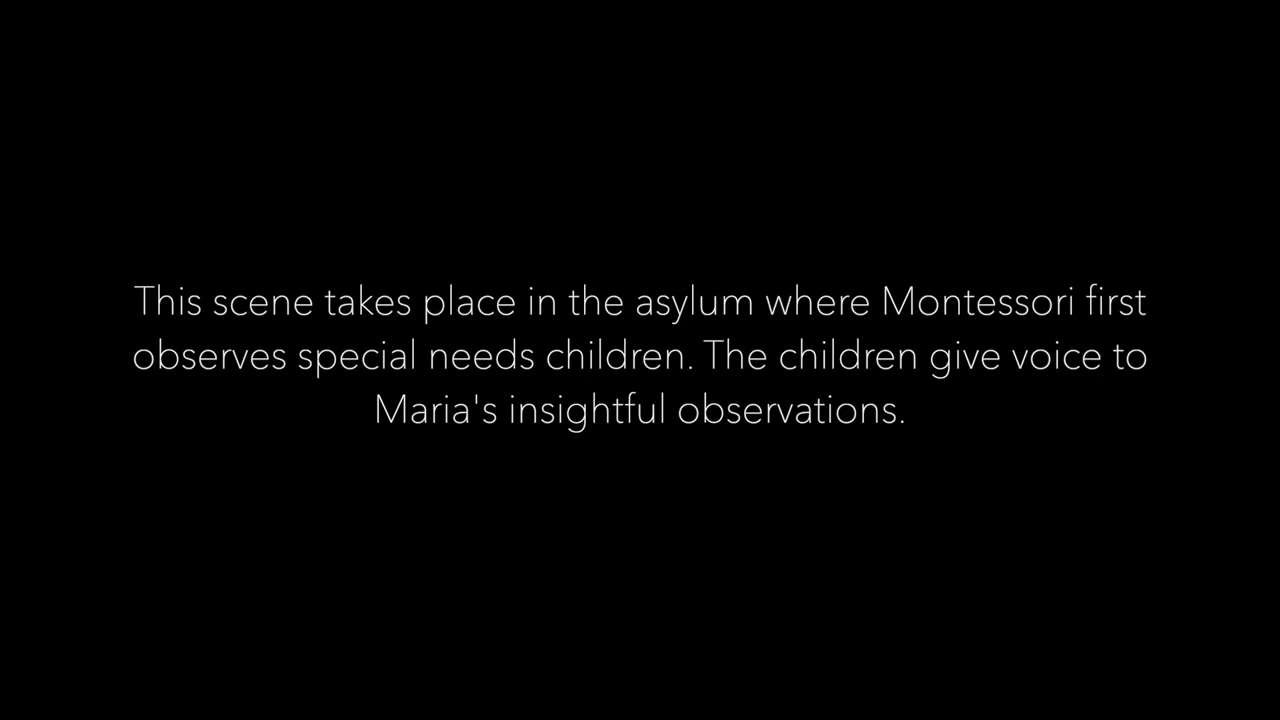 This scene takes place in the asylum where Montessori first
observes special needs children. The children give voice to
Maria's insightful observations.